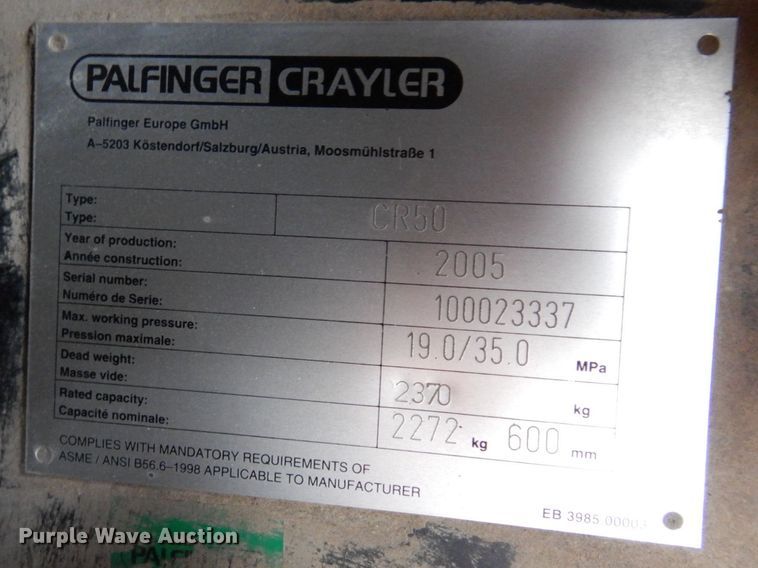 PALFINGER CRAYLER
Palfinger Europe GmbH
A-5203 Köstendorf/Salzburg/Austria, Moosmühlstraße 1
Type:
Type: CR50
Year of production:
Année construction: 2005
Serial number:
Numéro de Serie: 100023337
Max. working pressure:
Pression maximale: 19.0/35.0 MPa
Dead weight:
Masse vide: 2370 kg
Rated capacity:
Capacité nominale: 2272 kg 600 mm
COMPLIES WITH MANDATORY REQUIREMENTS OF
ASME / ANSI B56.6–1998 APPLICABLE TO MANUFACTURER
EB 3985
Purple Wave Auction